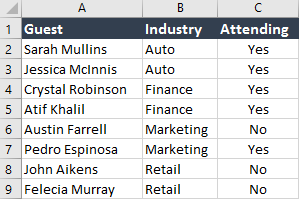 A B C
1 Guest Industry Attending
2 Sarah Mullins Auto Yes
3 Jessica McInnis Auto Yes
4 Crystal Robinson Finance Yes
5 Atif Khalil Finance Yes
6 Austin Farrell Marketing No
7 Pedro Espinosa Marketing Yes
8 John Aikens Retail No
9 Felecia Murray Retail No